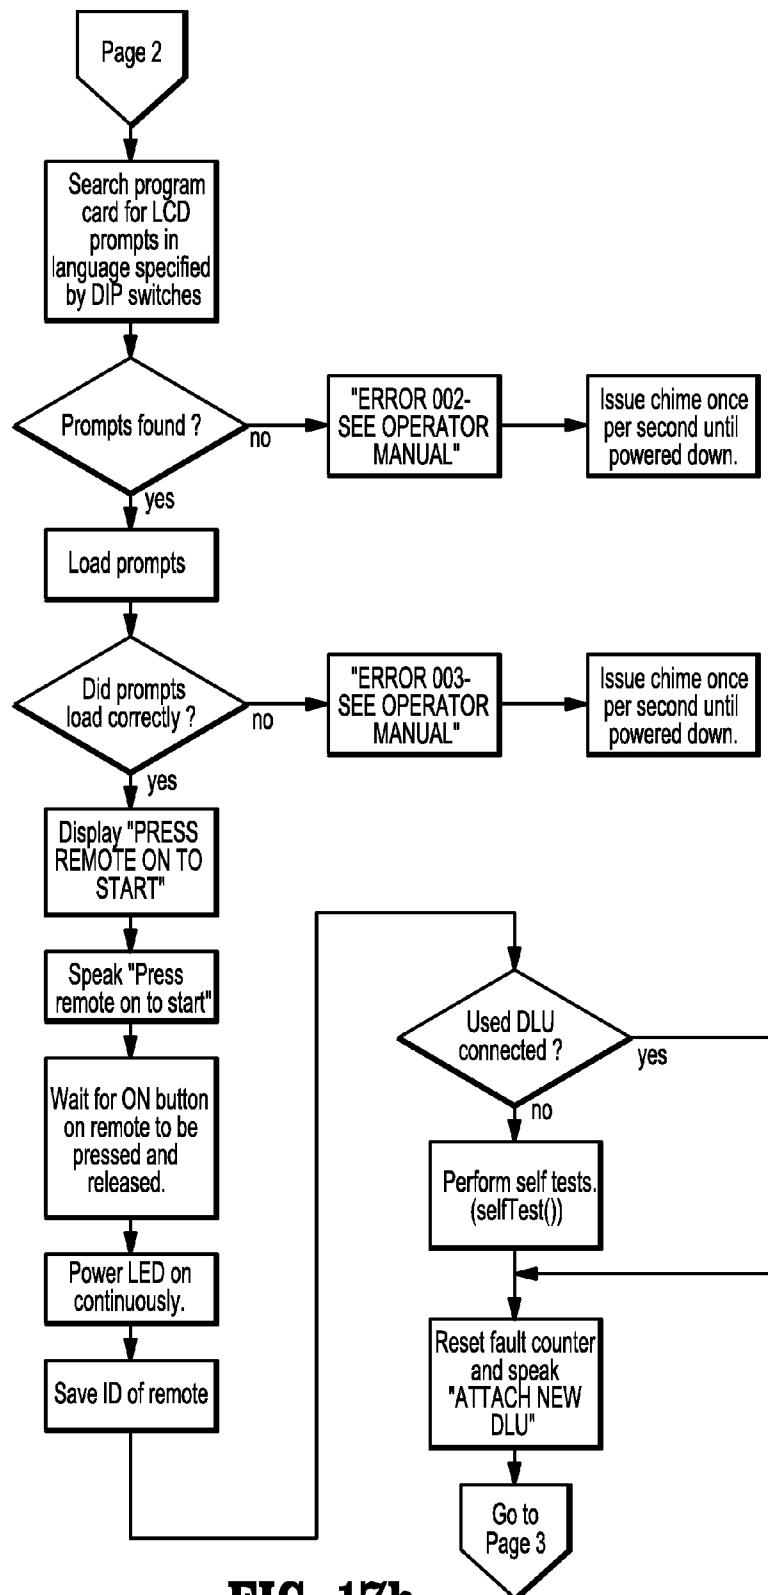 Page 2
Search program
card for LCD
prompts in
language specified
by DIP switches
Prompts found ?
no
"ERROR 002-
SEE OPERATOR
MANUAL"
Issue chime once
per second until
powered down.
yes
Load prompts
Did prompts
load correctly ?
no
"ERROR 003-
SEE OPERATOR
MANUAL"
Issue chime once
per second until
powered down.
yes
Display "PRESS
REMOTE ON TO
START"
Speak "Press
remote on to start"
Wait for ON button
on remote to be
pressed and
released.
Power LED on
continuously.
Save ID of remote
Used DLU
connected ?
yes
no
Perform self tests.
(selfTest())
Reset fault counter
and speak
"ATTACH NEW
DLU"
Go to
Page 3
FIG. 17b